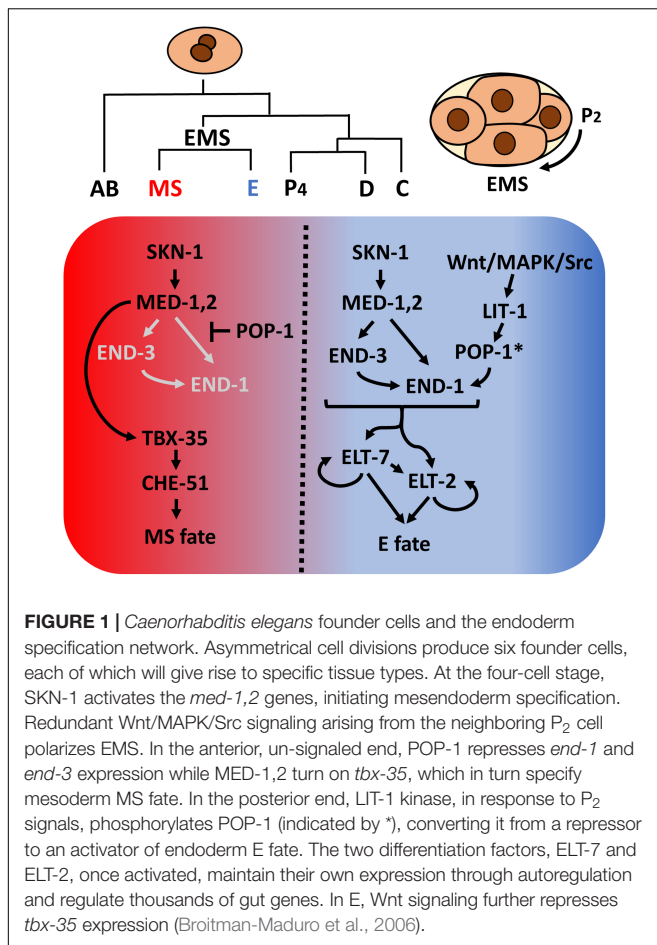 EMS
AB MS E P4 D C
P2
EMS
SKN-1
MED-1,2
POP-1
END-3
END-1
TBX-35
CHE-51
MS fate
SKN-1
Wnt/MAPK/Src
MED-1,2
LIT-1
END-3
POP-1*
END-1
ELT-7
ELT-2
E fate
FIGURE 1 | Caenorhabditis elegans founder cells and the endoderm
specification network. Asymmetrical cell divisions produce six founder cells,
each of which will give rise to specific tissue types. At the four-cell stage,
SKN-1 activates the med-1,2 genes, initiating mesendoderm specification.
Redundant Wnt/MAPK/Src signaling arising from the neighboring P2 cell
polarizes EMS. In the anterior, un-signaled end, POP-1 represses end-1 and
end-3 expression while MED-1,2 turn on tbx-35, which in turn specify
mesoderm MS fate. In the posterior end, LIT-1 kinase, in response to P2
signals, phosphorylates POP-1 (indicated by *), converting it from a repressor
to an activator of endoderm E fate. The two differentiation factors, ELT-7 and
ELT-2, once activated, maintain their own expression through autoregulation
and regulate thousands of gut genes. In E, Wnt signaling further represses
tbx-35 expression (Broitman-Maduro et al., 2006).